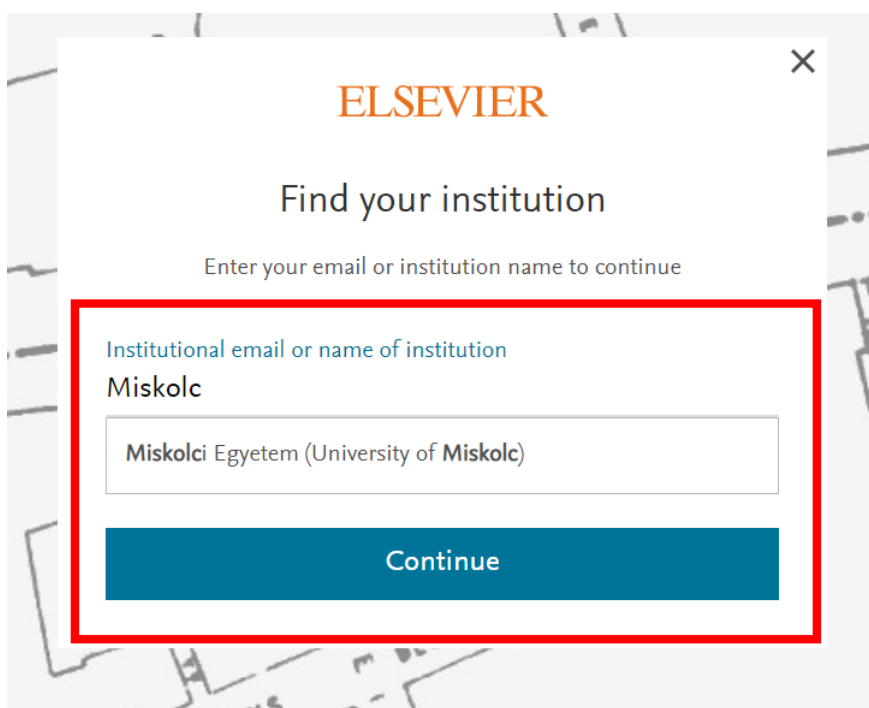 ELSEVIER
Find your institution
Enter your email or institution name to continue
Institutional email or name of institution
Miskolc
Miskolci Egyetem (University of Miskolc)
Continue